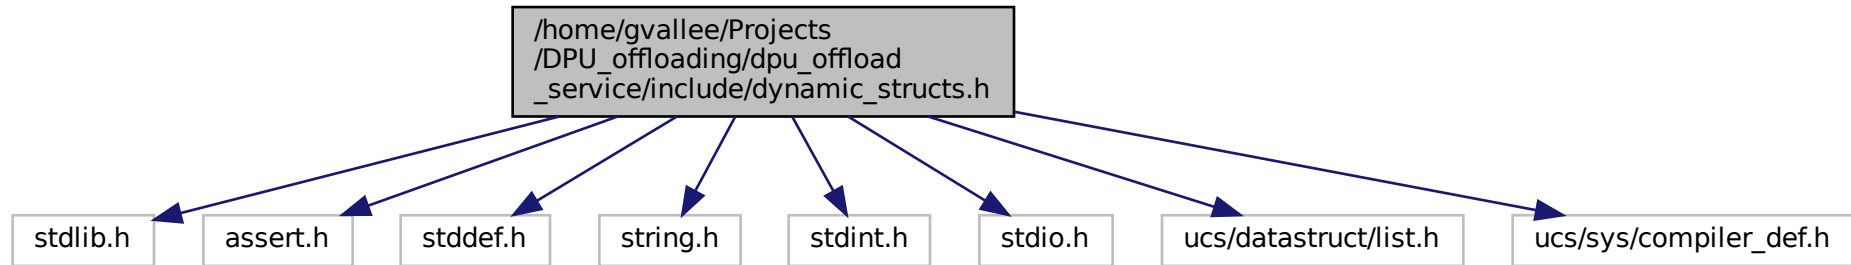 /home/gvallee/Projects
/DPU_offloading/dpu_offload
_service/include/dynamic_structs.h
stdlib.h
assert.h
stddef.h
string.h
stdint.h
stdio.h
ucs/datastruct/list.h
ucs/sys/compiler_def.h